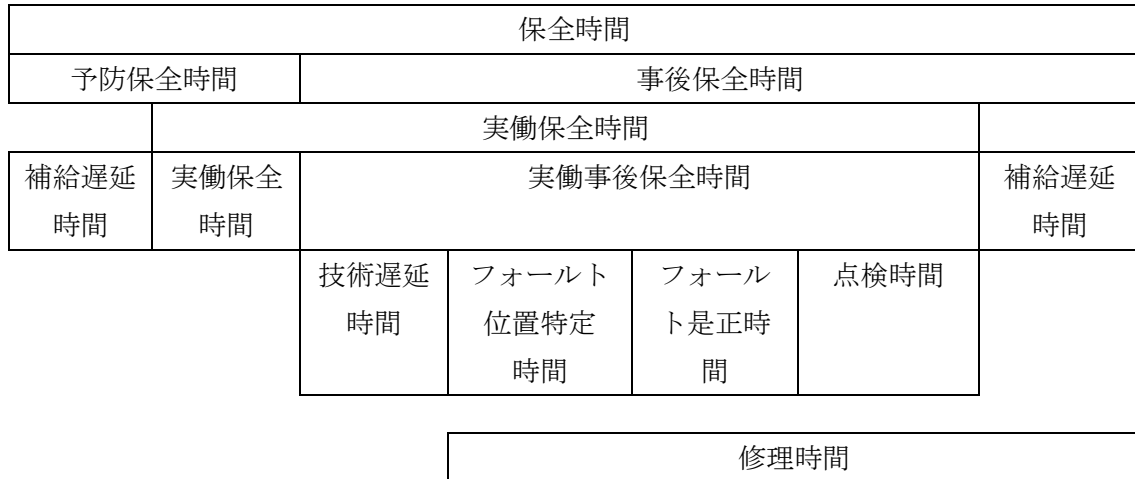 保全時間
予防保全時間
事後保全時間
実働保全時間
補給遅延
時間
実働保全
時間
実働事後保全時間
補給遅延
時間
技術遅延
時間
フォールト
位置特定
時間
フォール
ト是正時
間
点検時間
修理時間